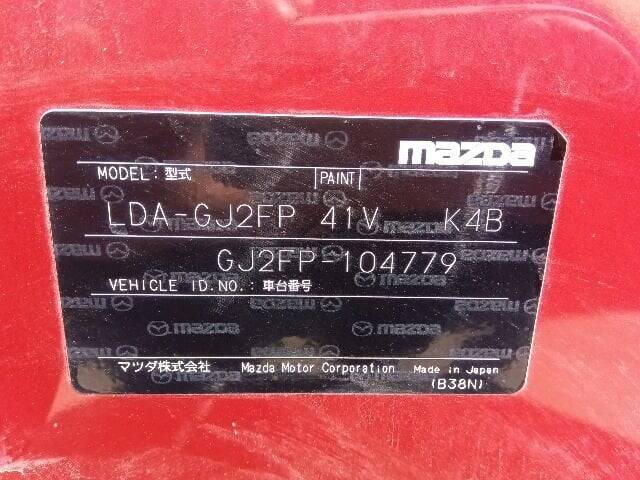 mazda
MODEL: 型式 PAINT
LDA-GJ2FP 41V K4B
GJ2FP-104779
VEHICLE ID.NO.: 車台番号
マツダ株式会社 Mazda Motor Corporation Made in Japan
(B38N)